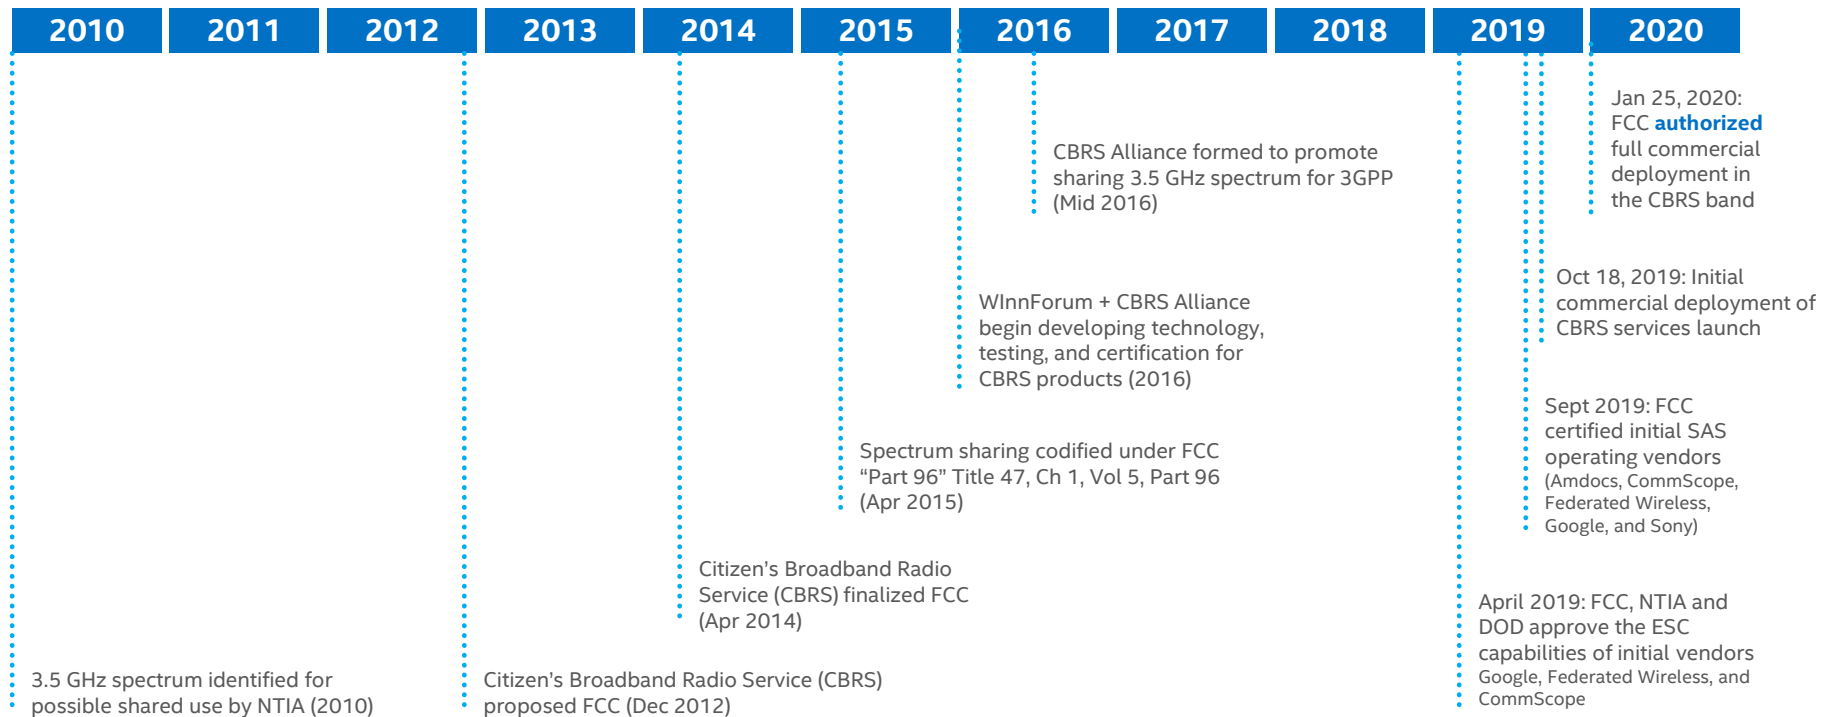 2010
2011
2012
2013
2014
2015
2016
2017
2018
2019
2020
3.5 GHz spectrum identified for
possible shared use by NTIA (2010)
Citizen’s Broadband Radio Service (CBRS)
proposed FCC (Dec 2012)
Citizen’s Broadband Radio
Service (CBRS) finalized FCC
(Apr 2014)
Spectrum sharing codified under FCC
“Part 96” Title 47, Ch 1, Vol 5, Part 96
(Apr 2015)
WInnForum + CBRS Alliance
begin developing technology,
testing, and certification for
CBRS products (2016)
CBRS Alliance formed to promote
sharing 3.5 GHz spectrum for 3GPP
(Mid 2016)
April 2019: FCC, NTIA and
DOD approve the ESC
capabilities of initial vendors
Google, Federated Wireless, and
CommScope
Sept 2019: FCC
certified initial SAS
operating vendors
(Amdocs, CommScope,
Federated Wireless,
Google, and Sony)
Oct 18, 2019: Initial
commercial deployment of
CBRS services launch
Jan 25, 2020:
FCC authorized
full commercial
deployment in
the CBRS band